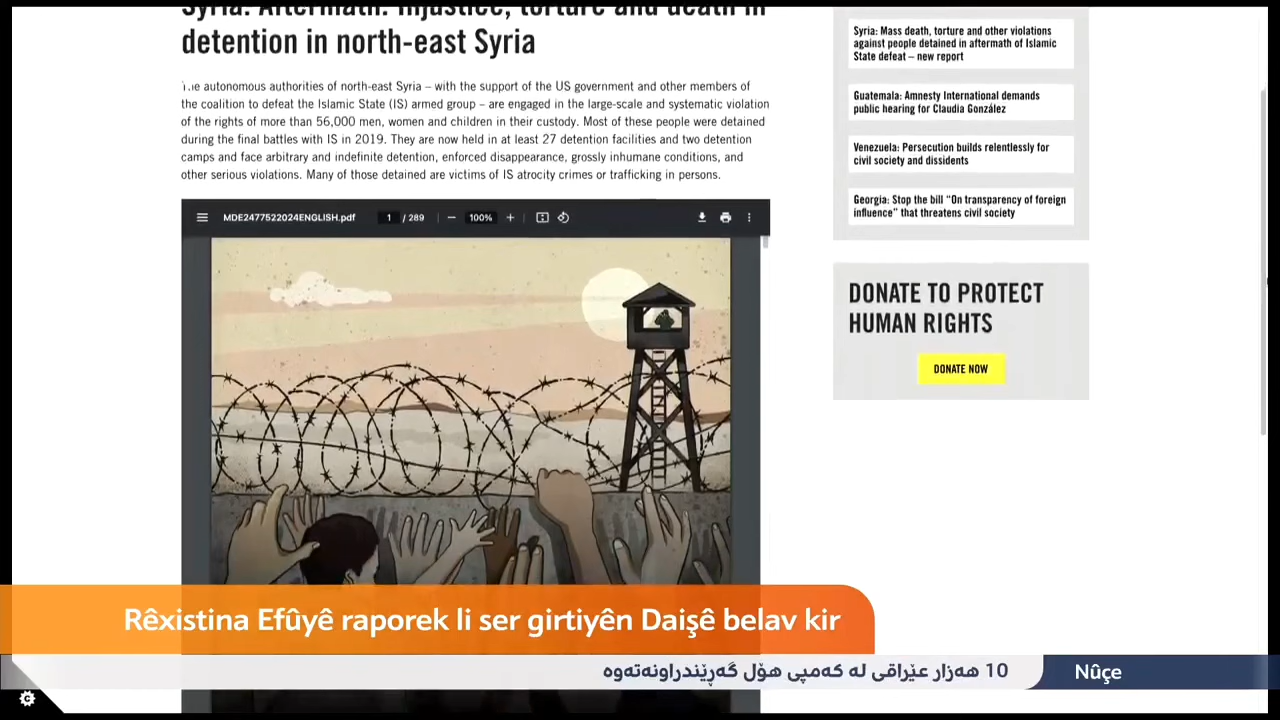 Syria: Aftermath: Injustice, torture and death in
detention in north-east Syria
The autonomous authorities of north-east Syria – with the support of the US government and other members of
the coalition to defeat the Islamic State (IS) armed group – are engaged in the large-scale and systematic violation
of the rights of more than 56,000 men, women and children in their custody. Most of these people were detained
during the final battles with IS in 2019. They are now held in at least 27 detention facilities and two detention
camps and face arbitrary and indefinite detention, enforced disappearance, grossly inhumane conditions, and
other serious violations. Many of those detained are victims of IS atrocity crimes or trafficking in persons.
MDE2477522024ENGLISH.pdf 1 / 289 100%
Syria: Mass death, torture and other violations
against people detained in aftermath of Islamic
State defeat – new report
Guatemala: Amnesty International demands
public hearing for Claudia González
Venezuela: Persecution builds relentlessly for
civil society and dissidents
Georgia: Stop the bill “On transparency of foreign
influence” that threatens civil society
DONATE TO PROTECT
HUMAN RIGHTS
DONATE NOW
Rêxistina Efûyê raporek li ser girtiyên Daişê belav kir
10 هەزار عێراقی لە کەمپی هۆل گەڕێندراونەتەوە
Nûçe